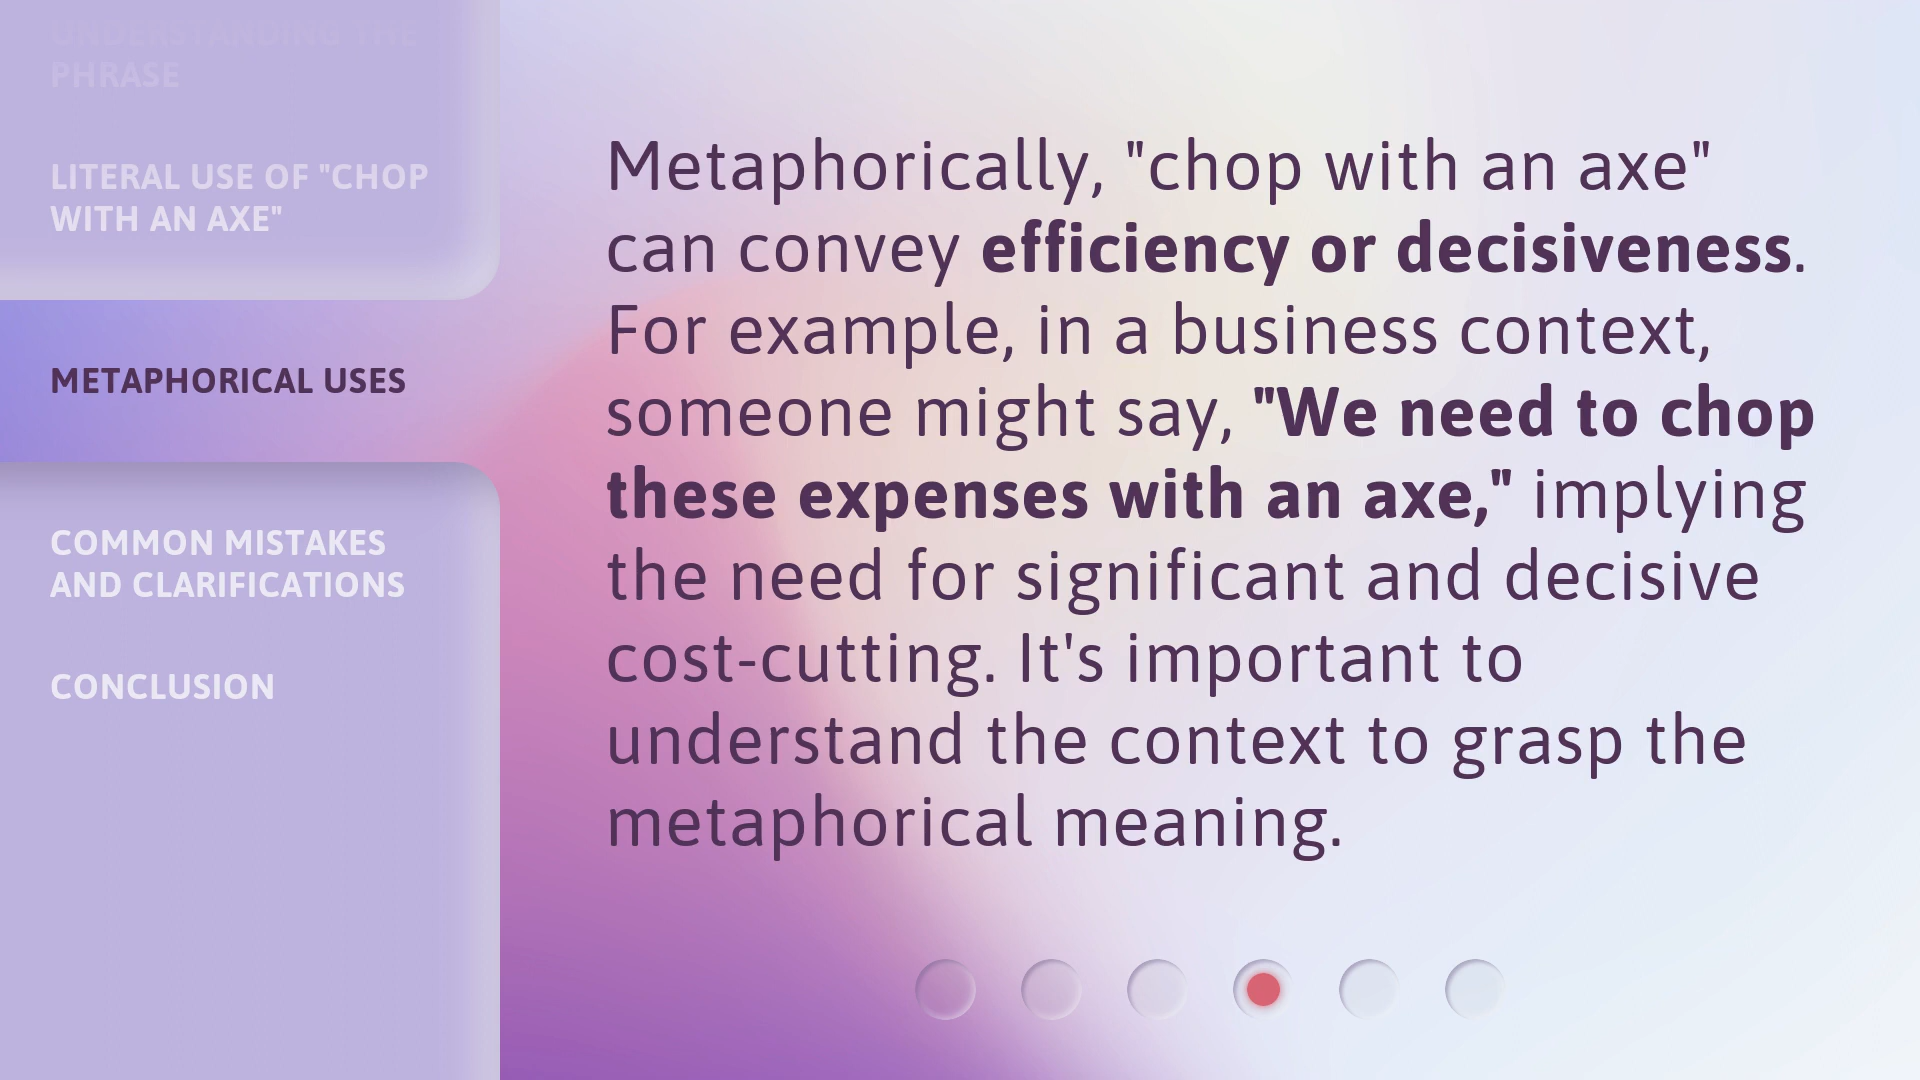 UNDERSTANDING THE
PHRASE
LITERAL USE OF "CHOP
WITH AN AXE"
METAPHORICAL USES
COMMON MISTAKES
AND CLARIFICATIONS
CONCLUSION
Metaphorically, "chop with an axe"
can convey efficiency or decisiveness.
For example, in a business context,
someone might say, "We need to chop
these expenses with an axe," implying
the need for significant and decisive
cost-cutting. It's important to
understand the context to grasp the
metaphorical meaning.